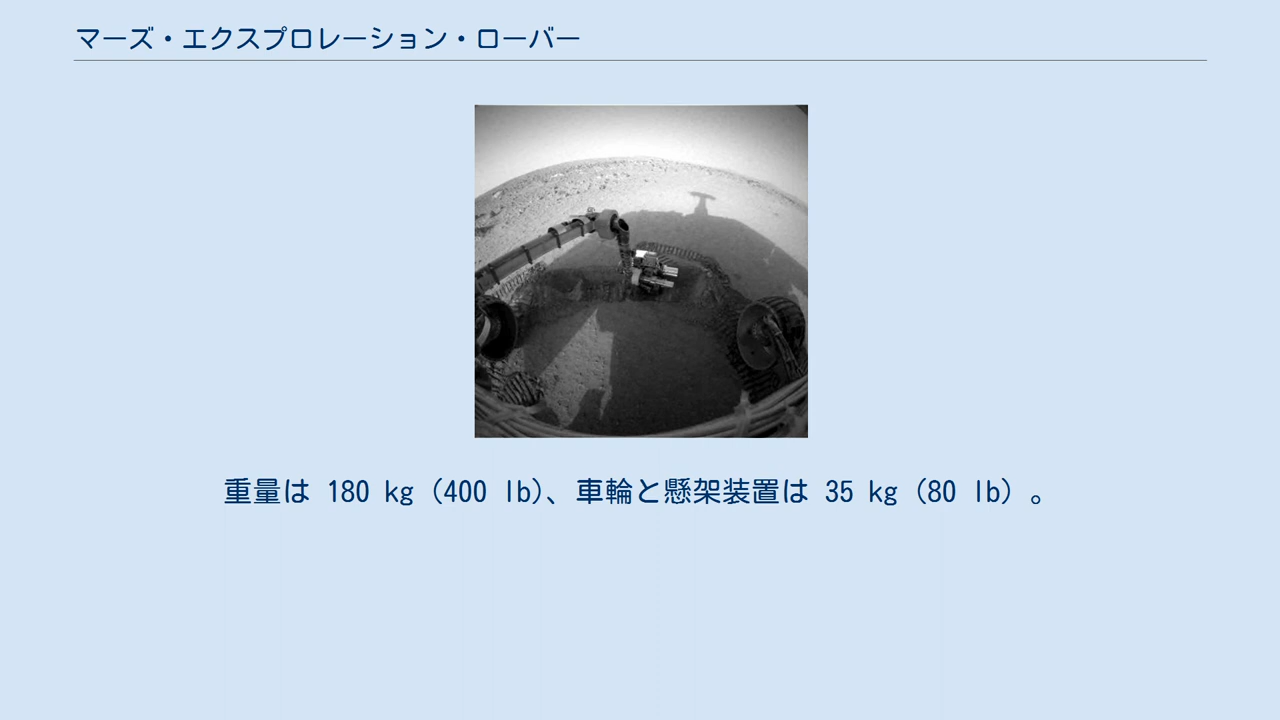 マーズ・エクスプロレーション・ローバー
重量は 180 kg (400 lb)、車輪と懸架装置は 35 kg (80 lb) 。